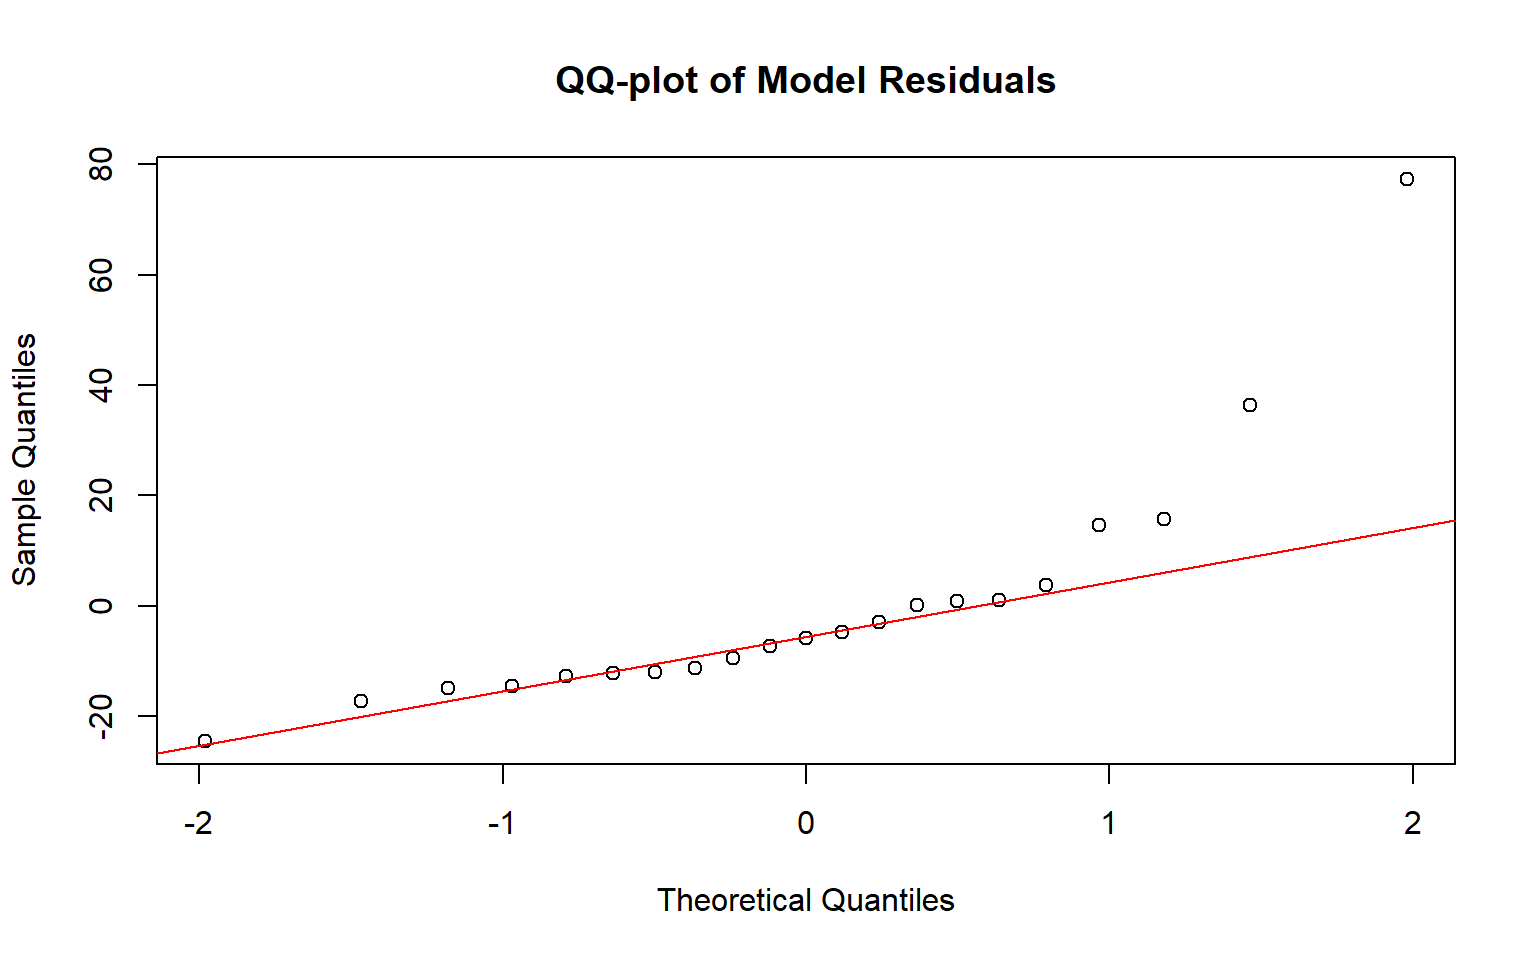 QQ-plot of Model Residuals
Sample Quantiles
80
60
40
20
0
-20
-2 -1 0 1 2
Theoretical Quantiles